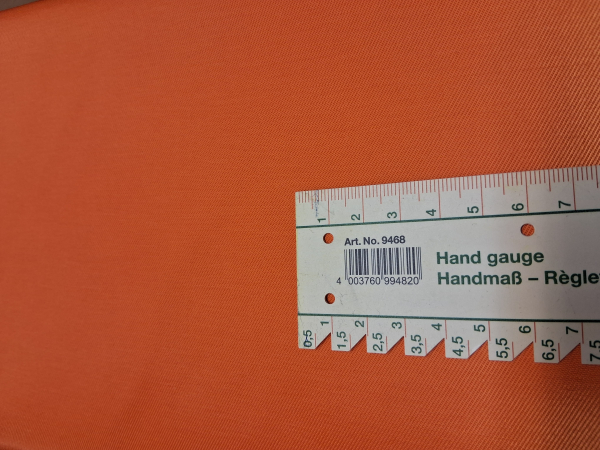 1 2 3 4 5 6 7
Art. No. 9468
4 003760 994820
Hand gauge
Handmaß – Règle
1 2 3 4 5 6 7
0,5 1,5 2,5 3,5 4,5 5,5 6,5 7,5